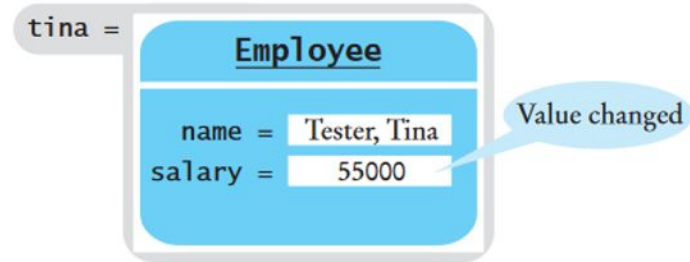 tina =
Employee
name = Tester, Tina
Value changed
salary = 55000